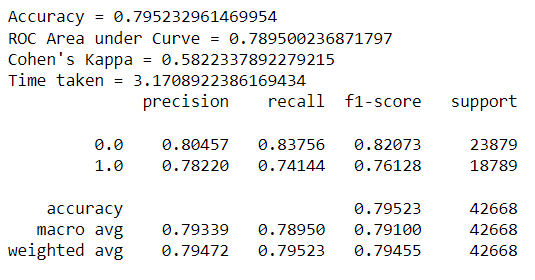 Accuracy = 0.795232961469954
ROC Area under Curve = 0.789500236871797
Cohen's Kappa = 0.5822337892279215
Time taken = 3.1708922386169434
              precision    recall  f1-score   support

         0.0    0.80457   0.83756   0.82073     23879
         1.0    0.78220   0.74144   0.76128     18789

    accuracy                        0.79523     42668
   macro avg    0.79339   0.78950   0.79100     42668
weighted avg    0.79472   0.79523   0.79455     42668